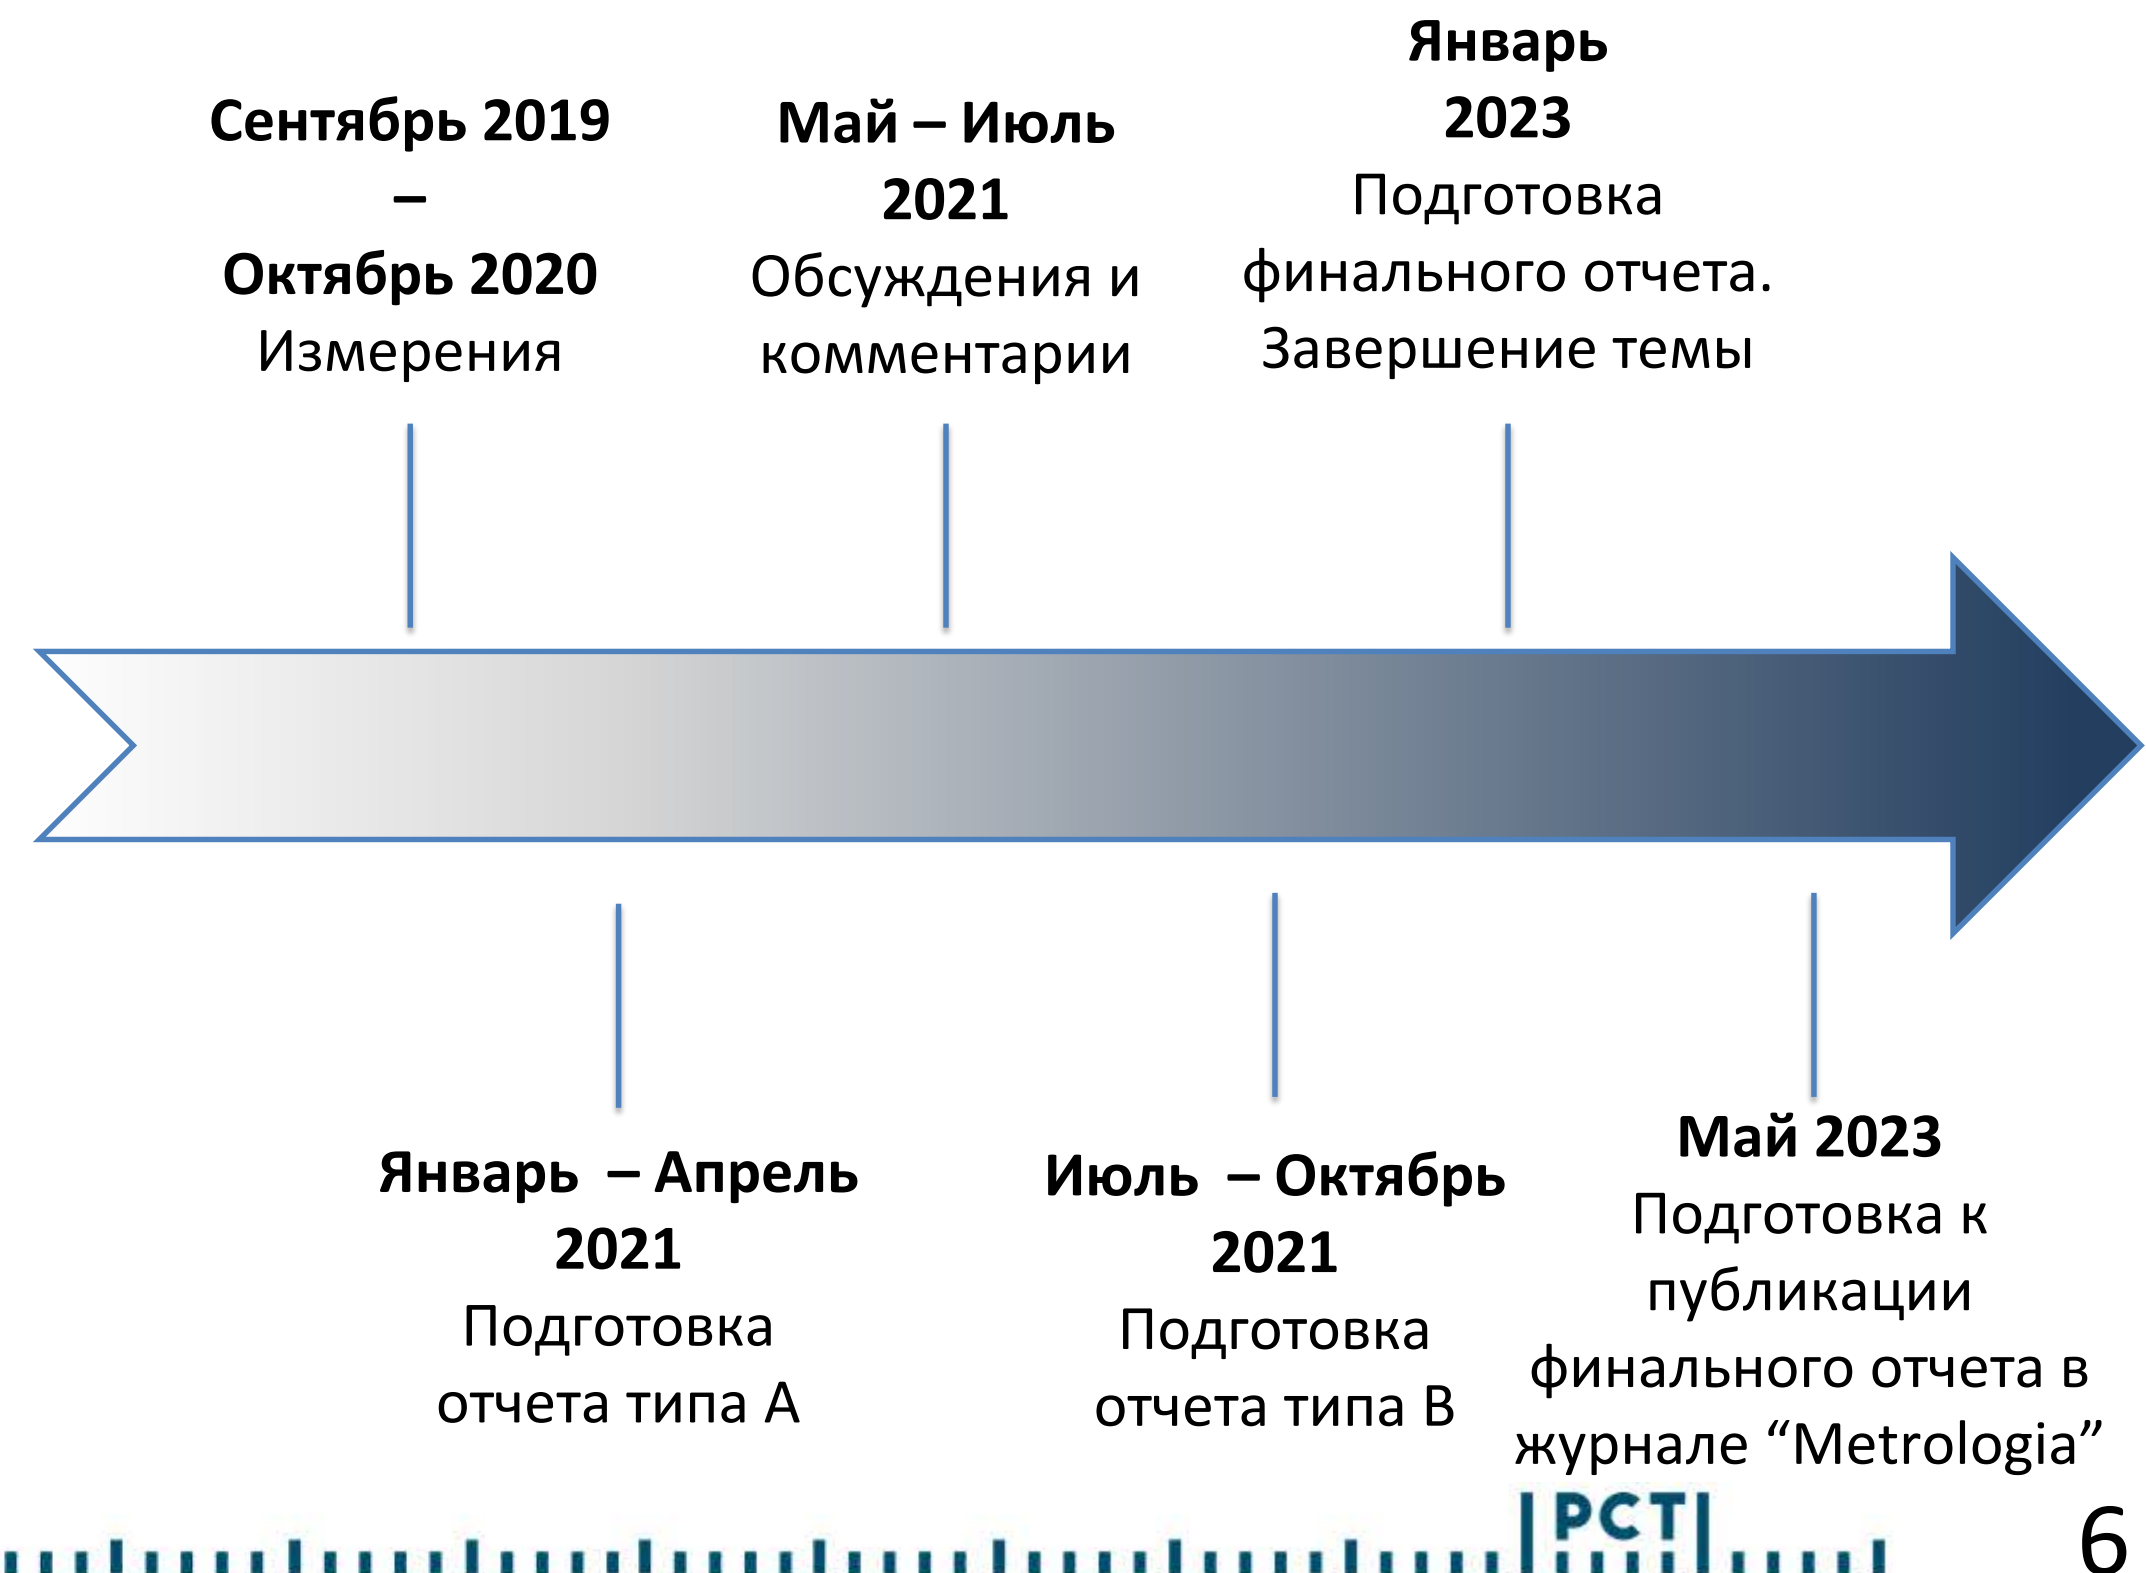 Сентябрь 2019
–
Октябрь 2020
Измерения
Май – Июль
2021
Обсуждения и
комментарии
Январь
2023
Подготовка
финального отчета.
Завершение темы
Январь – Апрель
2021
Подготовка
отчета типа А
Июль – Октябрь
2021
Подготовка
отчета типа В
Май 2023
Подготовка к
публикации
финального отчета в
журнале “Metrologia”
РСТ
6